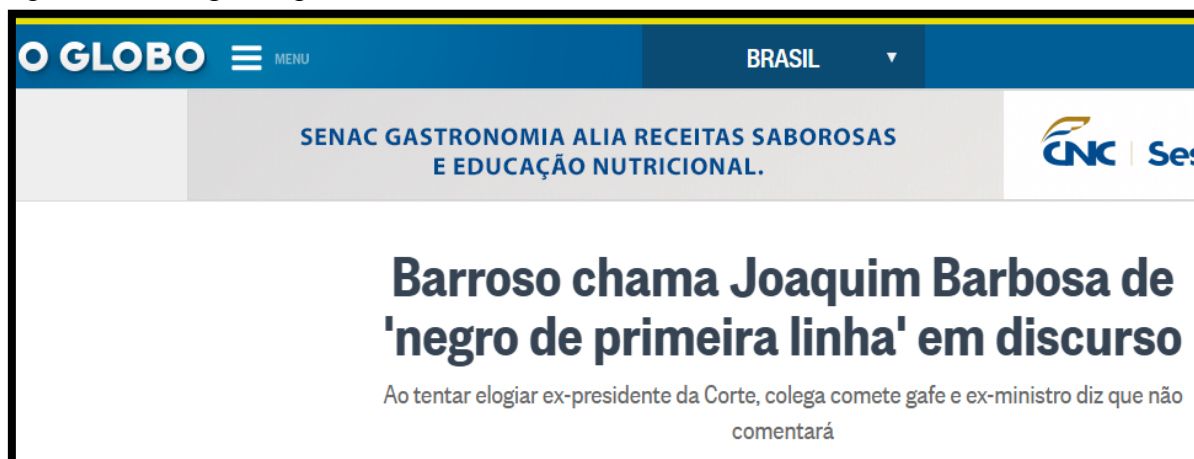 O GLOBO MENU BRASIL
SENAC GASTRONOMIA ALIA RECEITAS SABOROSAS
E EDUCAÇÃO NUTRICIONAL.
CNC
Barroso chama Joaquim Barbosa de
'negro de primeira linha' em discurso
Ao tentar elogiar ex-presidente da Corte, colega comete gafe e ex-ministro diz que não
comentará